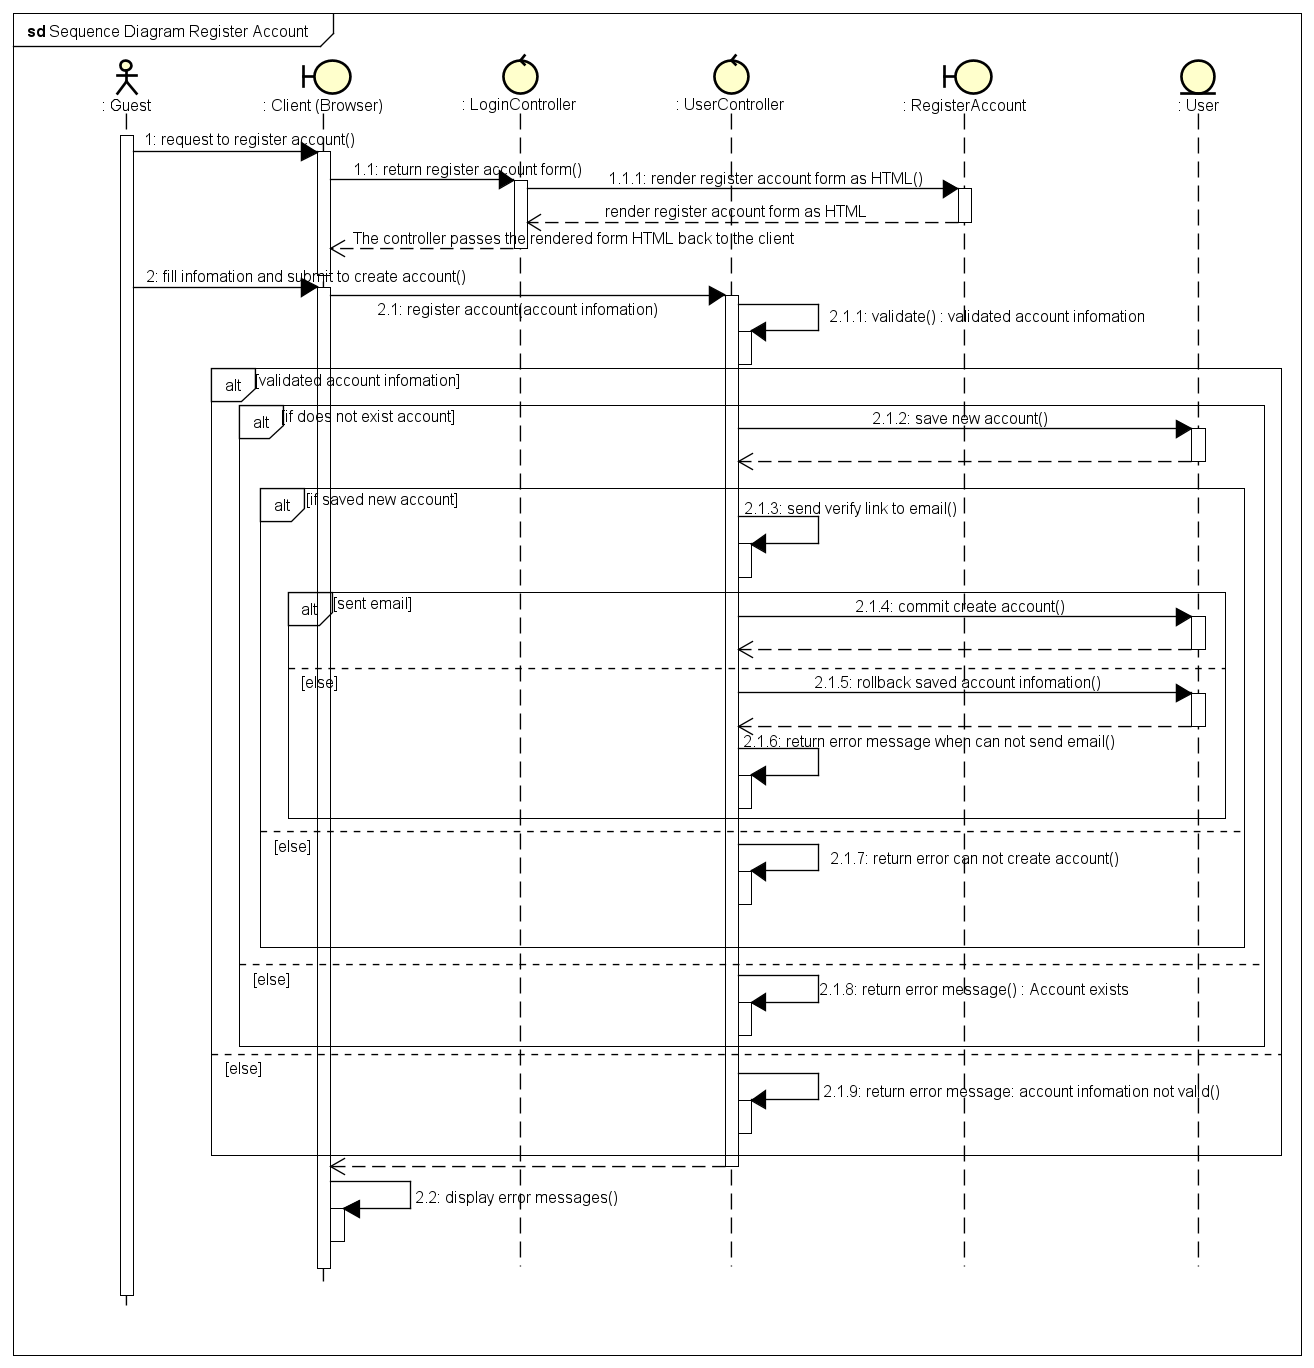 sd Sequence Diagram Register Account
: Guest
: Client (Browser)
: LoginController
: UserController
: RegisterAccount
: User
1: request to register account()
1.1: return register account form()
1.1.1: render register account form as HTML()
render register account form as HTML
The controller passes the rendered form HTML back to the client
2: fill infomation and submit to create account()
2.1: register account(account infomation)
2.1.1: validate() : validated account infomation
alt [validated account infomation]
alt [if does not exist account]
2.1.2: save new account()
alt [if saved new account]
2.1.3: send verify link to email()
alt [sent email]
2.1.4: commit create account()
[else]
2.1.5: rollback saved account infomation()
2.1.6: return error message when can not send email()
[else]
2.1.7: return error can not create account()
[else]
2.1.8: return error message() : Account exists
[else]
2.1.9: return error message: account infomation not valid()
2.2: display error messages()